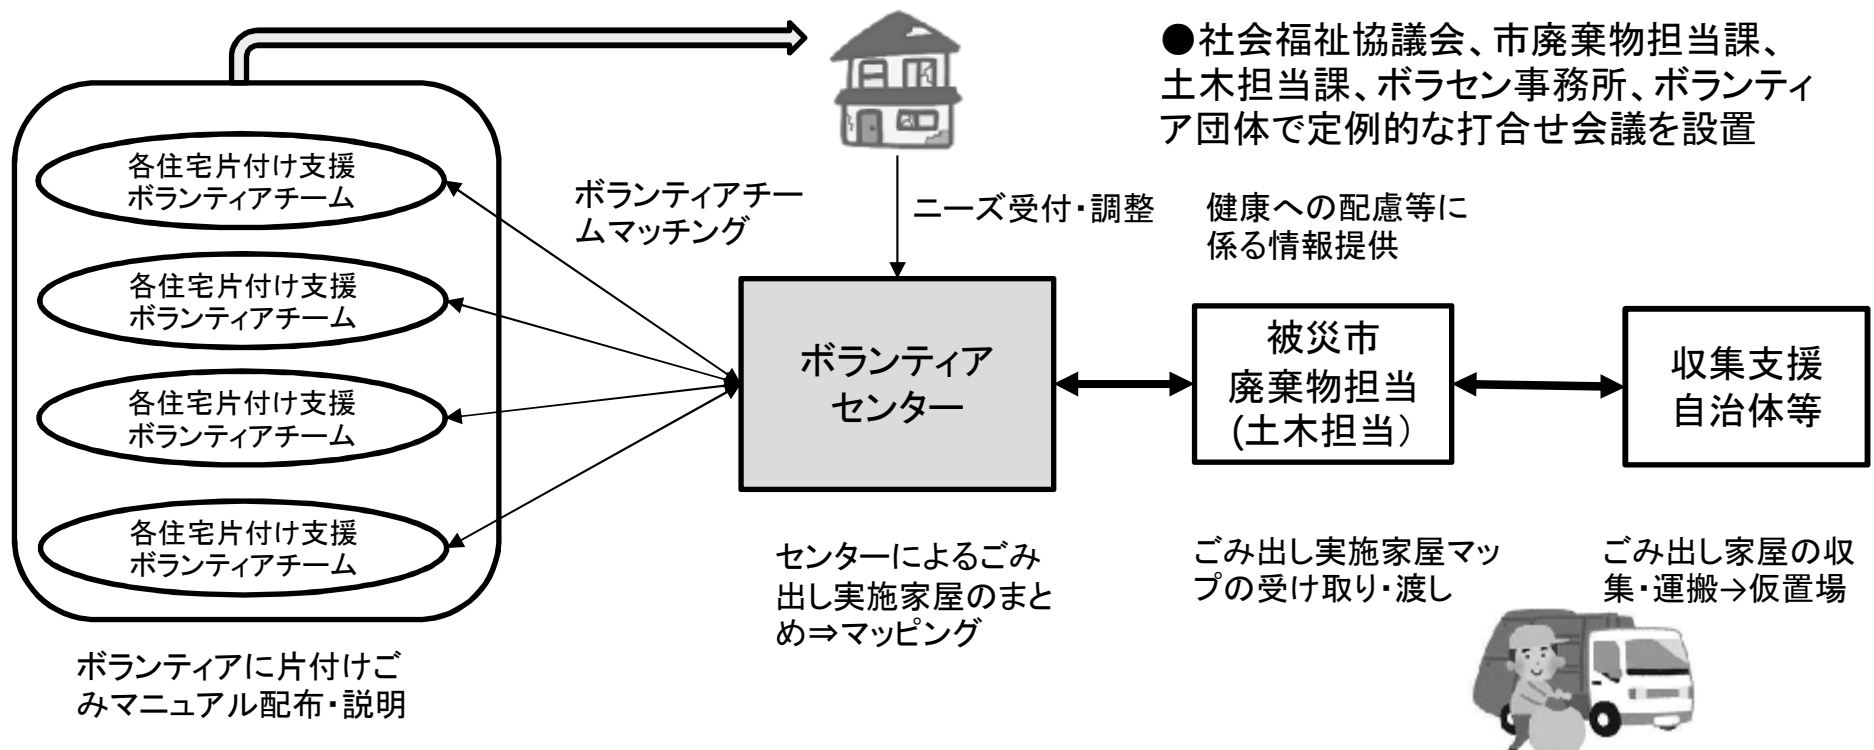 ●社会福祉協議会、市廃棄物担当課、
土木担当課、ボラセン事務所、ボランティ
ア団体で定例的な打合せ会議を設置
各住宅片付け支援
ボランティアチーム
各住宅片付け支援
ボランティアチーム
各住宅片付け支援
ボランティアチーム
各住宅片付け支援
ボランティアチーム
ボランティアに片付けご
みマニュアル配布・説明
ボランティアチー
ムマッチング
ニーズ受付・調整
健康への配慮等に
係る情報提供
ボランティア
センター
被災市
廃棄物担当
(土木担当）
収集支援
自治体等
センターによるごみ
出し実施家屋のまと
め⇒マッピング
ごみ出し実施家屋マッ
プの受け取り・渡し
ごみ出し家屋の収
集・運搬→仮置場